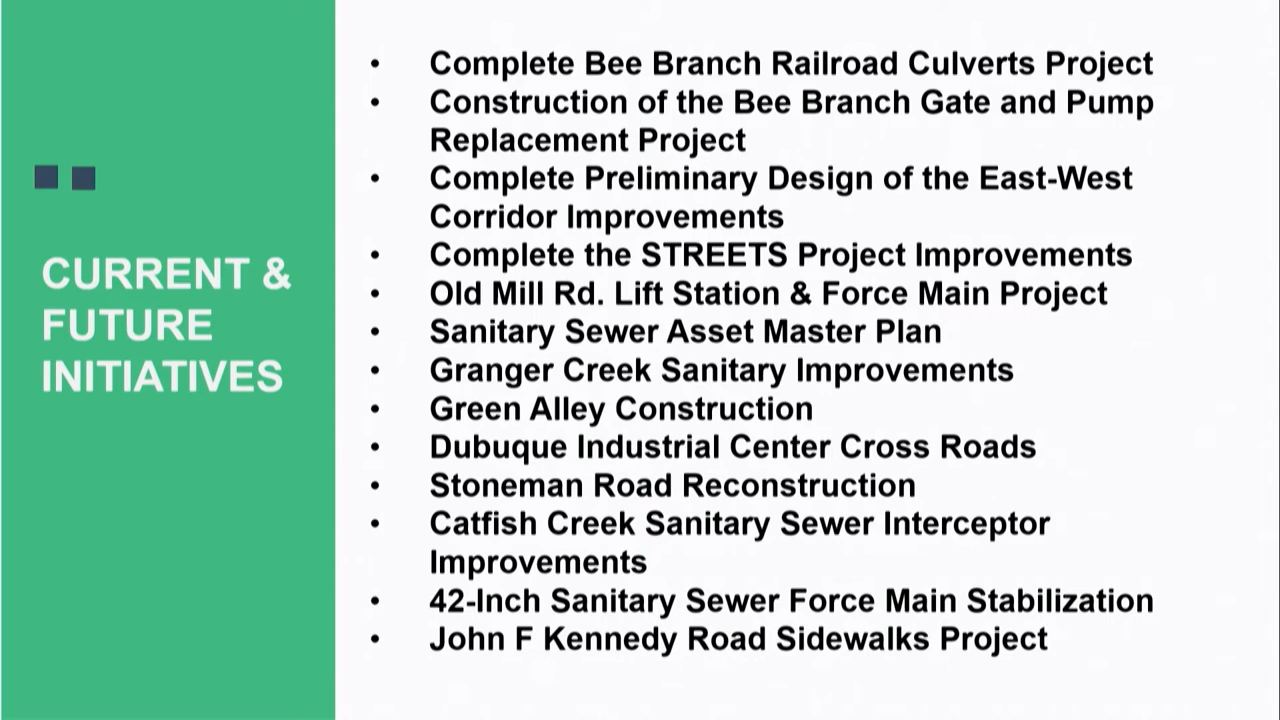 CURRENT &
FUTURE
INITIATIVES
• Complete Bee Branch Railroad Culverts Project
• Construction of the Bee Branch Gate and Pump
Replacement Project
• Complete Preliminary Design of the East-West
Corridor Improvements
• Complete the STREETS Project Improvements
• Old Mill Rd. Lift Station & Force Main Project
• Sanitary Sewer Asset Master Plan
• Granger Creek Sanitary Improvements
• Green Alley Construction
• Dubuque Industrial Center Cross Roads
• Stoneman Road Reconstruction
• Catfish Creek Sanitary Sewer Interceptor
Improvements
• 42-Inch Sanitary Sewer Force Main Stabilization
• John F Kennedy Road Sidewalks Project